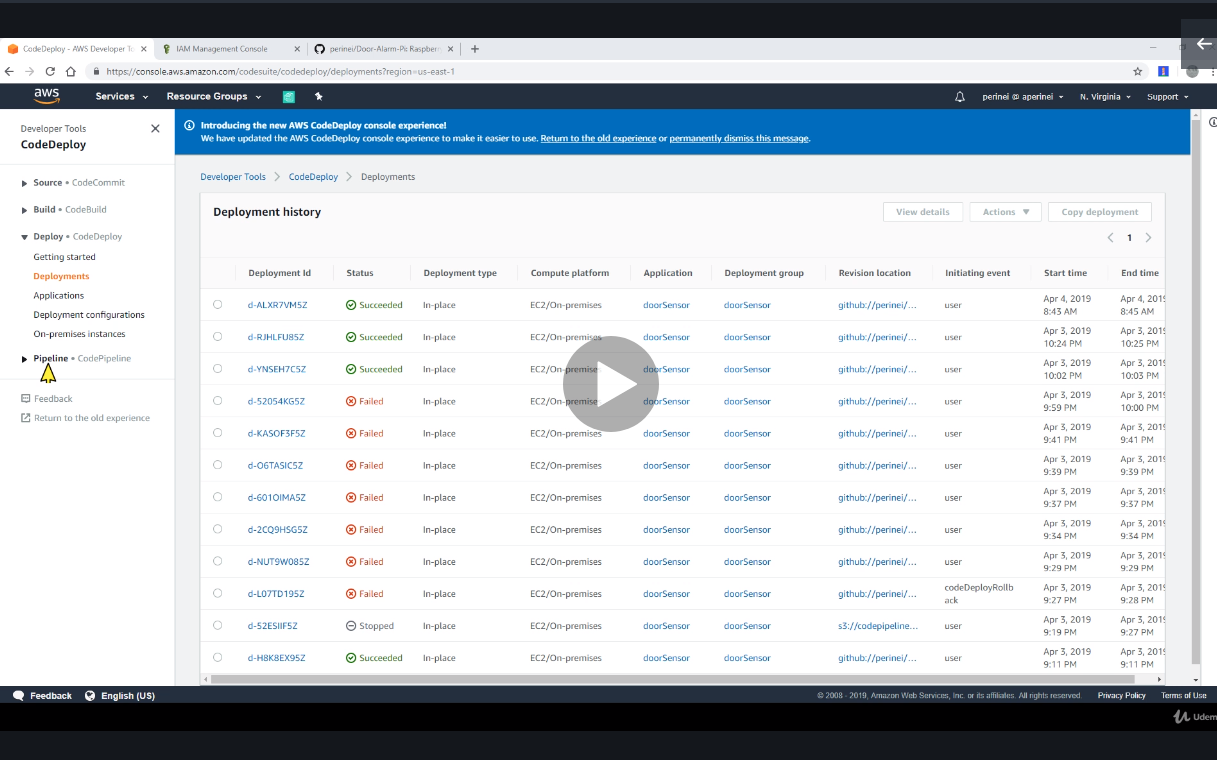 CodeDeploy - AWS Developer To
IAM Management Console
perinei/Door-Alarm-Pi: Raspberr
https://console.aws.amazon.com/codesuite/codedeploy/deployments?region=us-east-1
aws
Services
Resource Groups
perinei @ aperinei
N. Virginia
Support
Developer Tools
CodeDeploy
Source • CodeCommit
Build • CodeBuild
Deploy • CodeDeploy
Getting started
Deployments
Applications
Deployment configurations
On-premises instances
Pipeline • CodePipeline
Feedback
Return to the old experience
Introducing the new AWS CodeDeploy console experience!
We have updated the AWS CodeDeploy console experience to make it easier to use. Return to the old experience or permanently dismiss this message.
Developer Tools > CodeDeploy > Deployments
Deployment history
View details
Actions
Copy deployment
1
Deployment Id Status Deployment type Compute platform Application Deployment group Revision location Initiating event Start time End time
d-ALXR7VM5Z Succeeded In-place EC2/On-premises doorSensor doorSensor github://perinei/... user Apr 4, 2019 8:43 AM Apr 4, 2019 8:45 AM
d-RJHLFU85Z Succeeded In-place EC2/On-premises doorSensor doorSensor github://perinei/... user Apr 3, 2019 10:24 PM Apr 3, 2019 10:25 PM
d-YNSEH7C5Z Succeeded In-place EC2/On-premises doorSensor doorSensor github://perinei/... user Apr 3, 2019 10:02 PM Apr 3, 2019 10:03 PM
d-52054KG5Z Failed In-place EC2/On-premises doorSensor doorSensor github://perinei/... user Apr 3, 2019 9:59 PM Apr 3, 2019 10:00 PM
d-KASOF3F5Z Failed In-place EC2/On-premises doorSensor doorSensor github://perinei/... user Apr 3, 2019 9:41 PM Apr 3, 2019 9:41 PM
d-O6TASIC5Z Failed In-place EC2/On-premises doorSensor doorSensor github://perinei/... user Apr 3, 2019 9:39 PM Apr 3, 2019 9:39 PM
d-601OIMA5Z Failed In-place EC2/On-premises doorSensor doorSensor github://perinei/... user Apr 3, 2019 9:37 PM Apr 3, 2019 9:37 PM
d-2CQ9HSG5Z Failed In-place EC2/On-premises doorSensor doorSensor github://perinei/... user Apr 3, 2019 9:34 PM Apr 3, 2019 9:34 PM
d-NUT9W085Z Failed In-place EC2/On-premises doorSensor doorSensor github://perinei/... user Apr 3, 2019 9:29 PM Apr 3, 2019 9:29 PM
d-L07TD195Z Failed In-place EC2/On-premises doorSensor doorSensor github://perinei/... codeDeployRollback Apr 3, 2019 9:27 PM Apr 3, 2019 9:28 PM
d-52ESIIF5Z Stopped In-place EC2/On-premises doorSensor doorSensor s3://codepipeline... user Apr 3, 2019 9:19 PM Apr 3, 2019 9:27 PM
d-H8K8EX95Z Succeeded In-place EC2/On-premises doorSensor doorSensor github://perinei/... user Apr 3, 2019 9:11 PM Apr 3, 2019 9:11 PM
Feedback
English (US)
© 2008 - 2019, Amazon Web Services, Inc. or its affiliates. All rights reserved.
Privacy Policy
Terms of Use
Udem